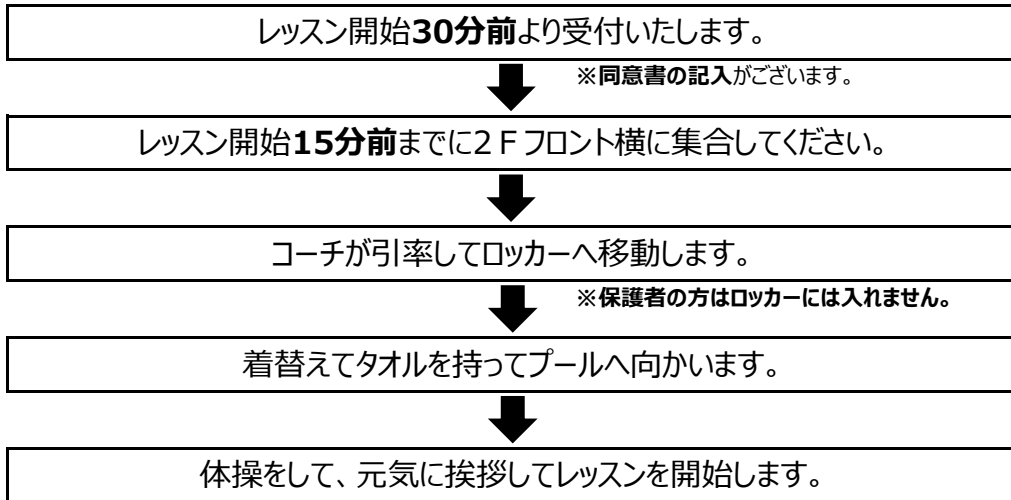 レッスン開始30分前より受付いたします。
※同意書の記入がございます。
レッスン開始15分前までに2Fフロント横に集合してください。
コーチが引率してロッカーへ移動します。
※保護者の方はロッカーには入れません。
着替えてタオルを持ってプールへ向かいます。
体操をして、元気に挨拶してレッスンを開始します。